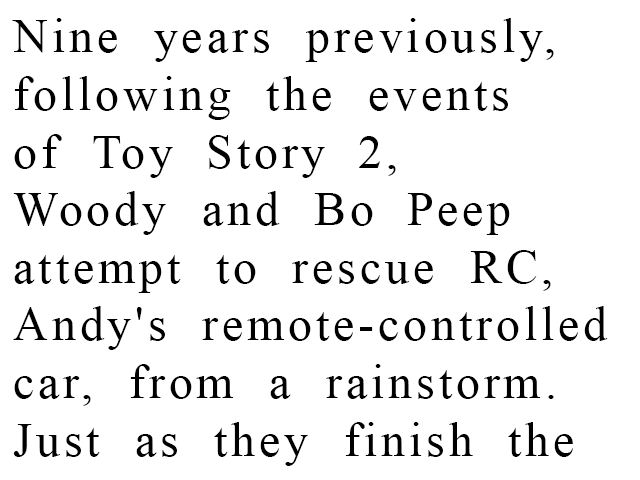 Nine years previously,
following the events
of Toy Story 2,
Woody and Bo Peep
attempt to rescue RC,
Andy's remote-controlled
car, from a rainstorm.
Just as they finish the